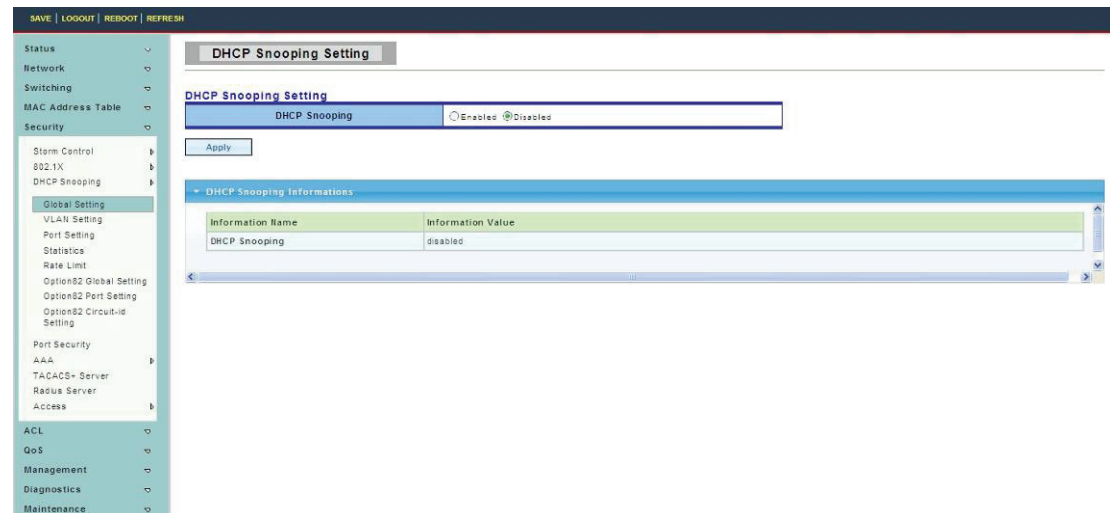 SAVE | LOGOUT | REBOOT | REFRESH
Status
Network
Switching
MAC Address Table
Security
Storm Control
802.1X
DHCP Snooping
Global Setting
VLAN Setting
Port Setting
Statistics
Rate Limit
Option82 Global Setting
Option82 Port Setting
Option82 Circuit-id
Setting
Port Security
AAA
TACACS+ Server
Radius Server
Access
ACL
QoS
Management
Diagnostics
Maintenance
DHCP Snooping Setting
DHCP Snooping Setting
DHCP Snooping Enabled Disabled
Apply
DHCP Snooping Informations
Information Name Information Value
DHCP Snooping disabled